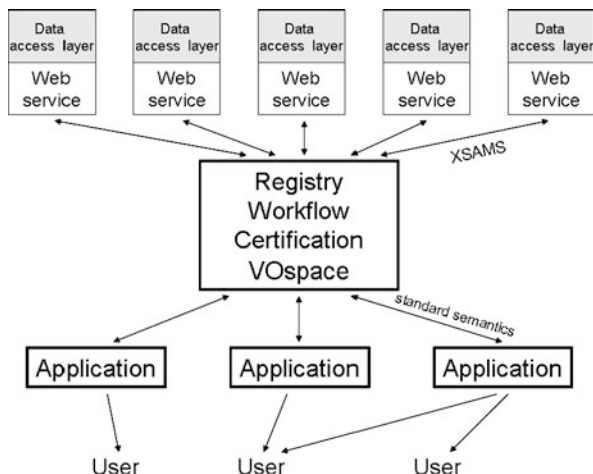 Data
access layer
Web
service
Data
access layer
Web
service
Data
access layer
Web
service
Data
access layer
Web
service
Data
access layer
Web
service
XSAMS
Registry
Workflow
Certification
VOspace
standard semantics
Application
Application
Application
User
User
User